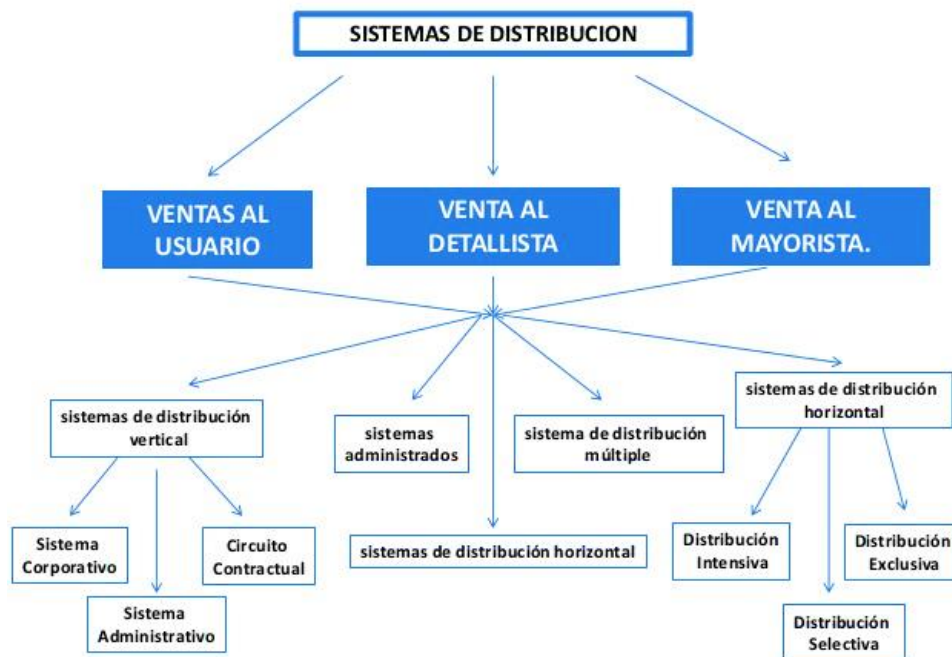 SISTEMAS DE DISTRIBUCION
VENTAS AL
USUARIO
VENTA AL
DETALLISTA
VENTA AL
MAYORISTA.
sistemas de distribución
vertical
sistemas
administrados
sistema de distribución
múltiple
sistemas de distribución
horizontal
Sistema
Corporativo
Circuito
Contractual
Sistema
Administrativo
sistemas de distribución horizontal
Distribución
Intensiva
Distribución
Exclusiva
Distribución
Selectiva